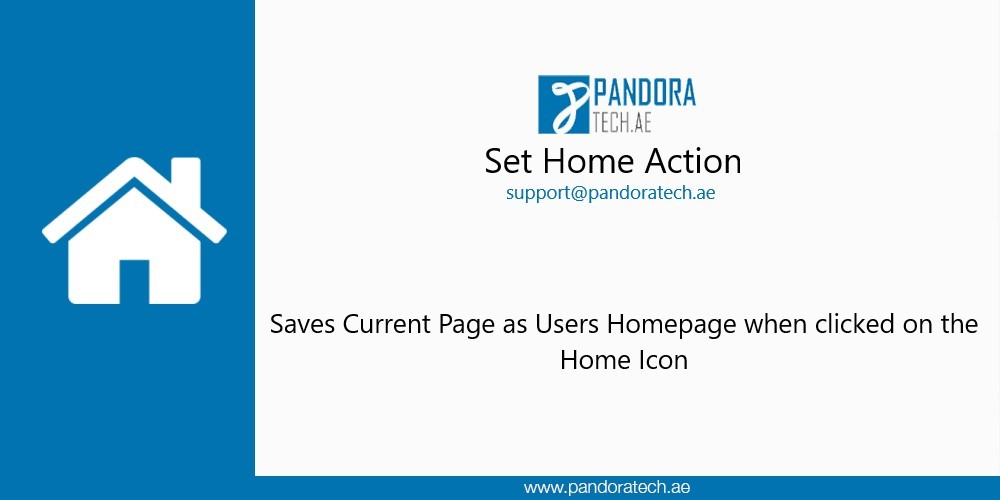 PANDORA
TECH.AE
Set Home Action
support@pandoratech.ae
Saves Current Page as Users Homepage when clicked on the
Home Icon
www.pandoratech.ae